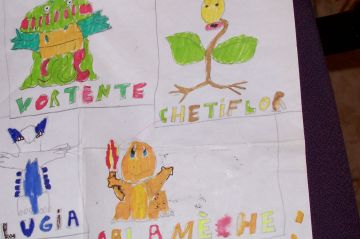 VORTENTE
CHETIFLOR
LUGIA
SALAMÈCHE !